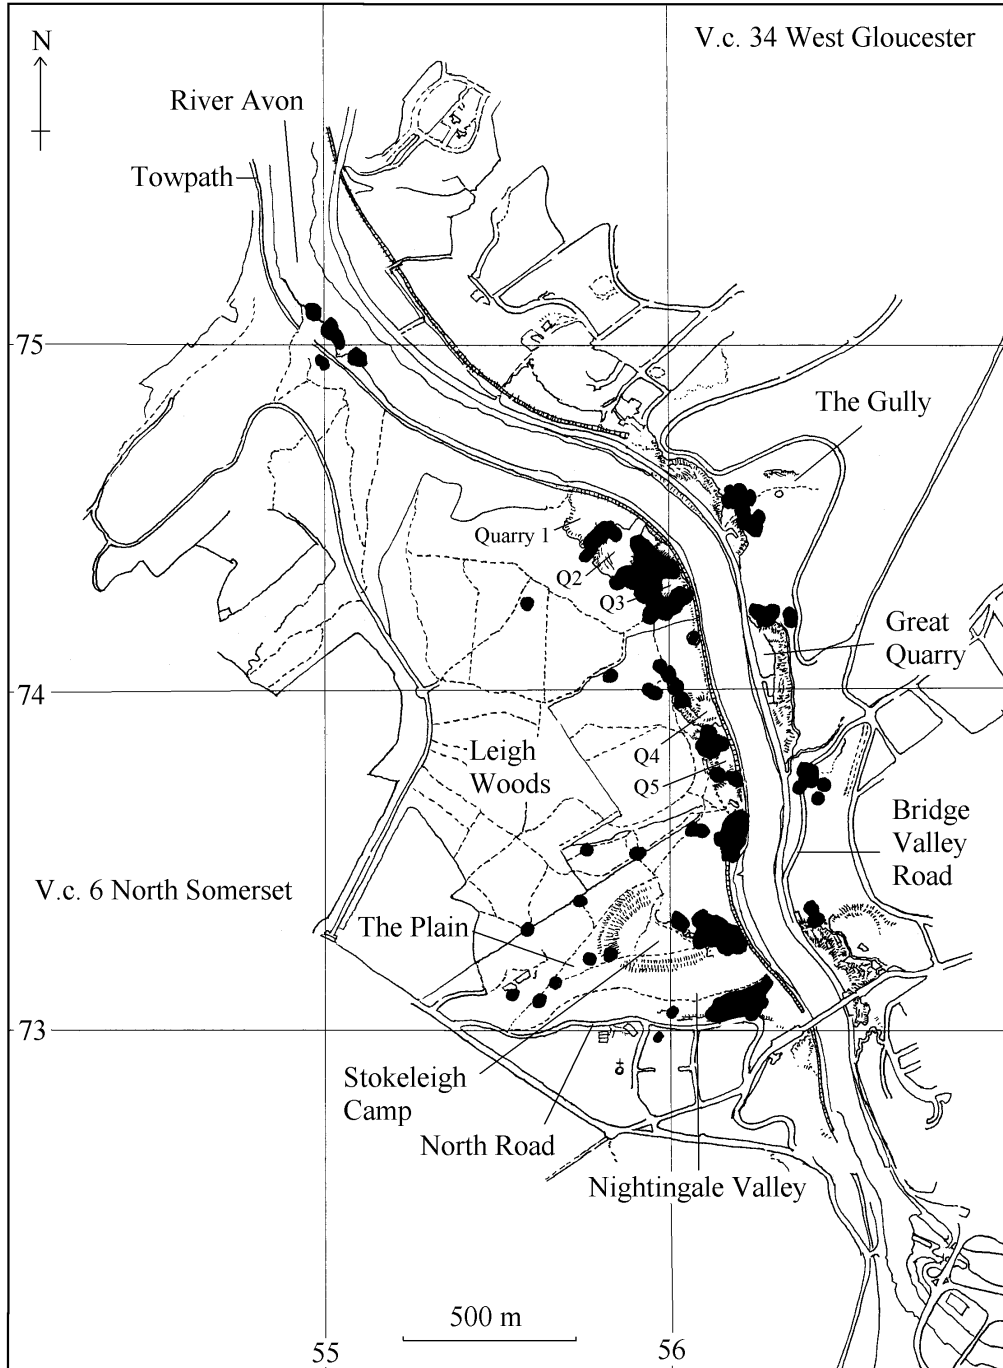 V.c. 34 West Gloucester
N
River Avon
Towpath
75
The Gully
Quarry 1
Q2
Q3
Great
Quarry
74
Leigh
Woods
Q4
Q5
Bridge
Valley
Road
V.c. 6 North Somerset
The Plain
73
Stokeleigh
Camp
North Road
Nightingale Valley
500 m
55
56